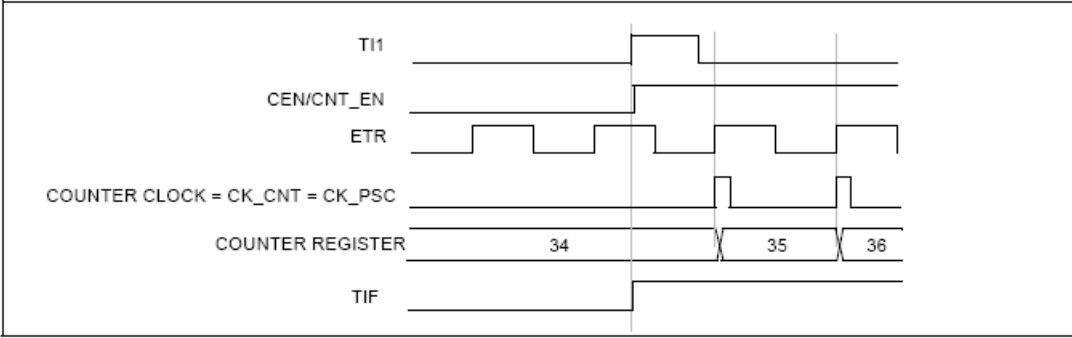 TI1
CEN/CNT_EN
ETR
COUNTER CLOCK = CK_CNT = CK_PSC
COUNTER REGISTER 34 35 36
TIF